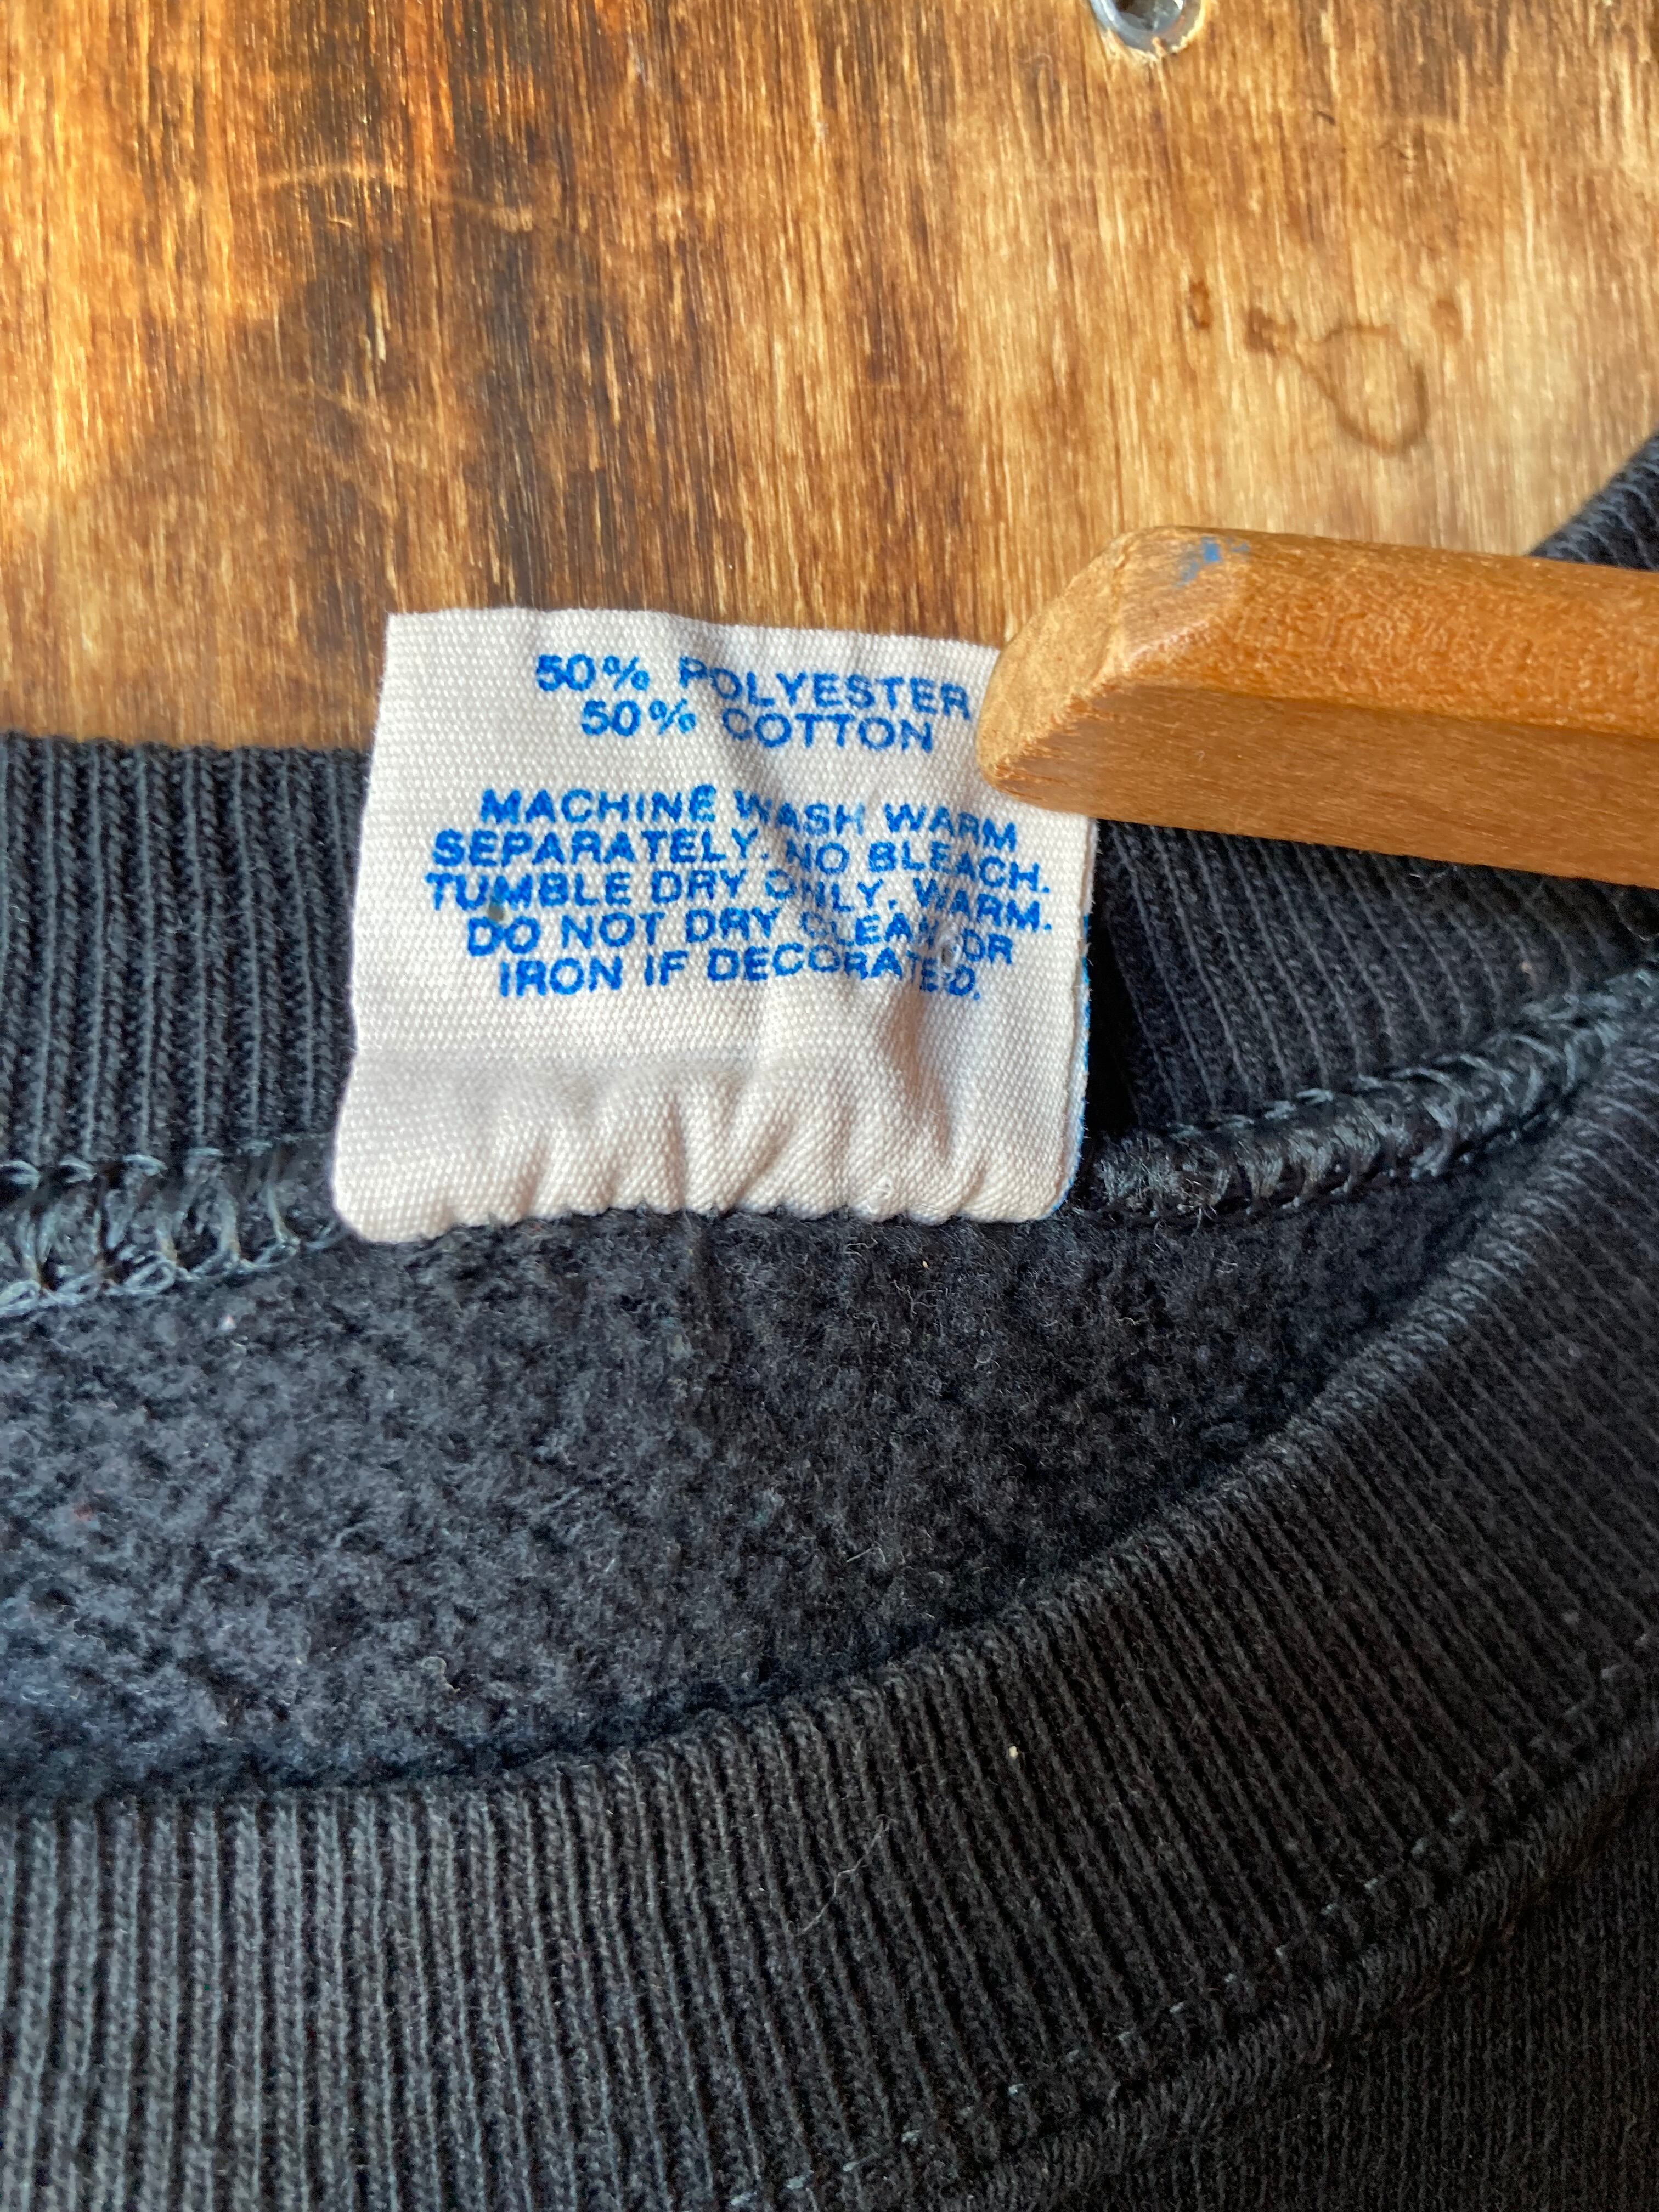 50% POLYESTER
50% COTTON
MACHINE WASH WARM
SEPARATELY. NO BLEACH.
TUMBLE DRY ONLY, WARM.
DO NOT DRY CLEAN OR
IRON IF DECORATED.